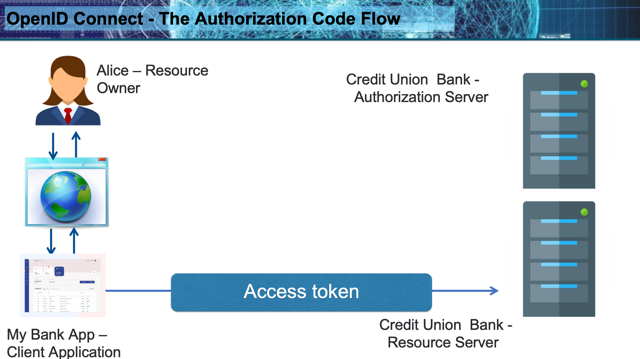 OpenID Connect - The Authorization Code Flow
Alice – Resource
Owner
Credit Union Bank -
Authorization Server
Access token
My Bank App –
Client Application
Credit Union Bank -
Resource Server